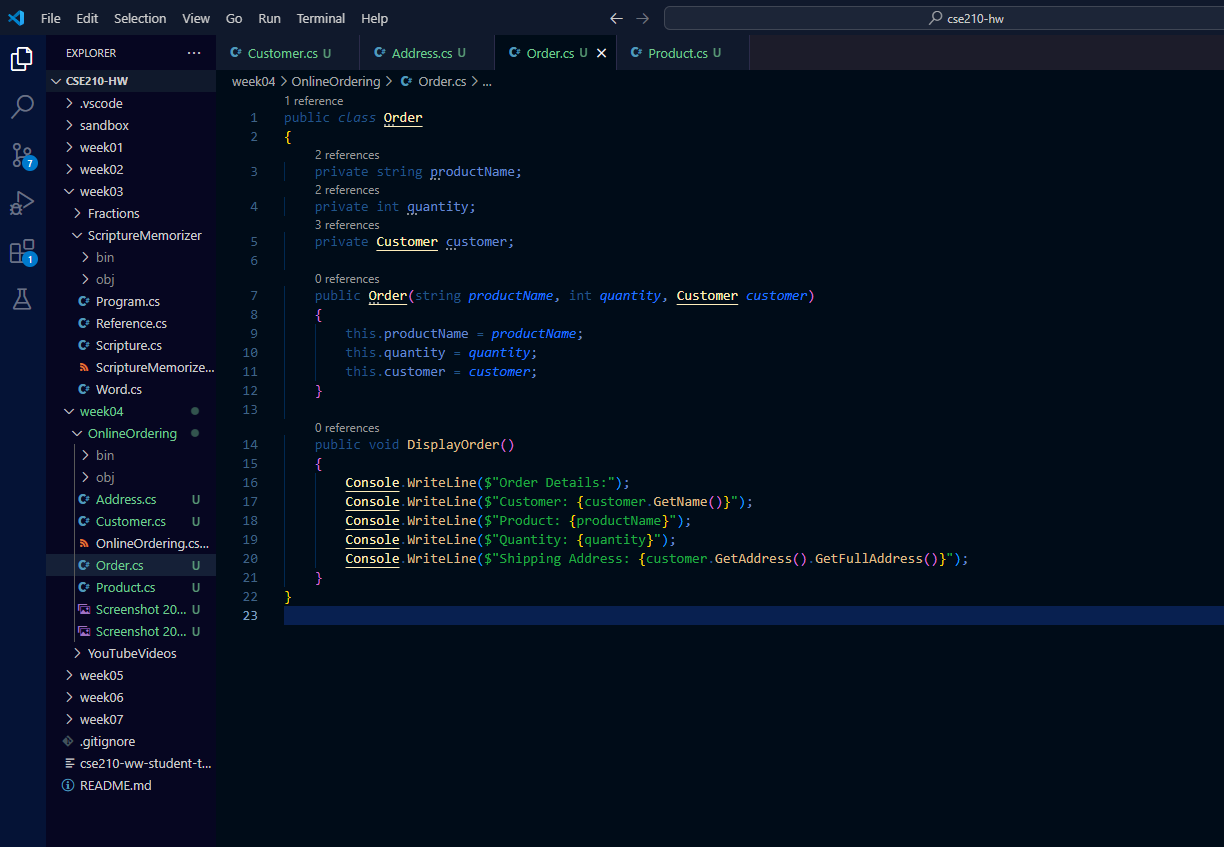 File Edit Selection View Go Run Terminal Help
cse210-hw
EXPLORER ...
CSE210-HW
.vscode
sandbox
week01
week02
week03
Fractions
ScriptureMemorizer
bin
obj
C# Program.cs
C# Reference.cs
C# Scripture.cs
ScriptureMemorize...
C# Word.cs
week04
OnlineOrdering
bin
obj
C# Address.cs U
C# Customer.cs U
OnlineOrdering.cs...
C# Order.cs U
C# Product.cs U
Screenshot 20... U
Screenshot 20... U
YouTubeVideos
week05
week06
week07
.gitignore
cse210-ww-student-t...
README.md
7
1
C# Customer.cs U C# Address.cs U C# Order.cs U C# Product.cs U
week04 > OnlineOrdering > C# Order.cs > ...
1 reference
1 public class Order
2 {
2 references
3 private string productName;
2 references
4 private int quantity;
3 references
5 private Customer customer;
6
0 references
7 public Order(string productName, int quantity, Customer customer)
8 {
9 this.productName = productName;
10 this.quantity = quantity;
11 this.customer = customer;
12 }
13
0 references
14 public void DisplayOrder()
15 {
16 Console.WriteLine($"Order Details:");
17 Console.WriteLine($"Customer: {customer.GetName()}");
18 Console.WriteLine($"Product: {productName}");
19 Console.WriteLine($"Quantity: {quantity}");
20 Console.WriteLine($"Shipping Address: {customer.GetAddress().GetFullAddress()}");
21 }
22 }
23